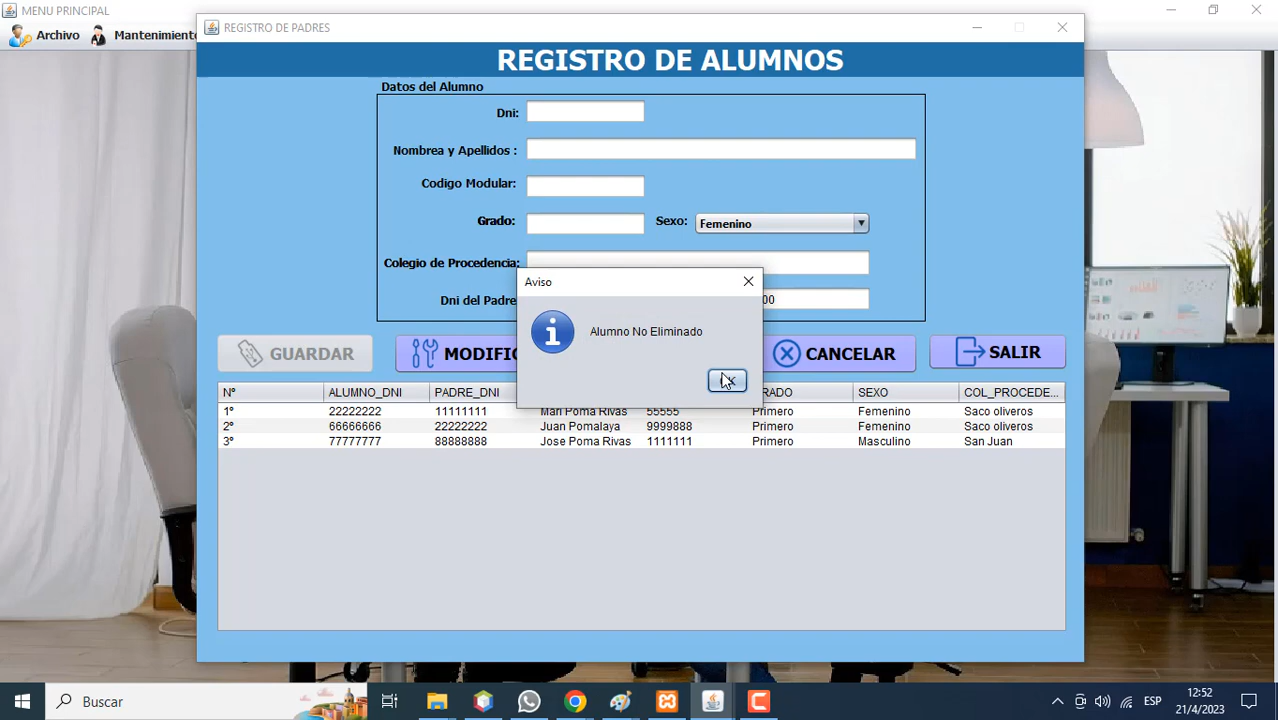 MENU PRINCIPAL
Archivo Mantenimiento
REGISTRO DE PADRES
REGISTRO DE ALUMNOS
Datos del Alumno
Dni:
Nombrea y Apellidos :
Codigo Modular:
Grado: Sexo: Femenino
Colegio de Procedencia:
Aviso
Dni del Padre 00
Alumno No Eliminado
GUARDAR MODIFIC CANCELAR SALIR
Nº ALUMNO_DNI PADRE_DNI SEXO COL_PROCEDE...
1º 22222222 11111111 Mari Poma Rivas 55555 Primero Femenino Saco oliveros
2º 66666666 22222222 Juan Pomalaya 9999888 Primero Femenino Saco oliveros
3º 77777777 88888888 Jose Poma Rivas 1111111 Primero Masculino San Juan
Buscar ESP 12:52
21/4/2023